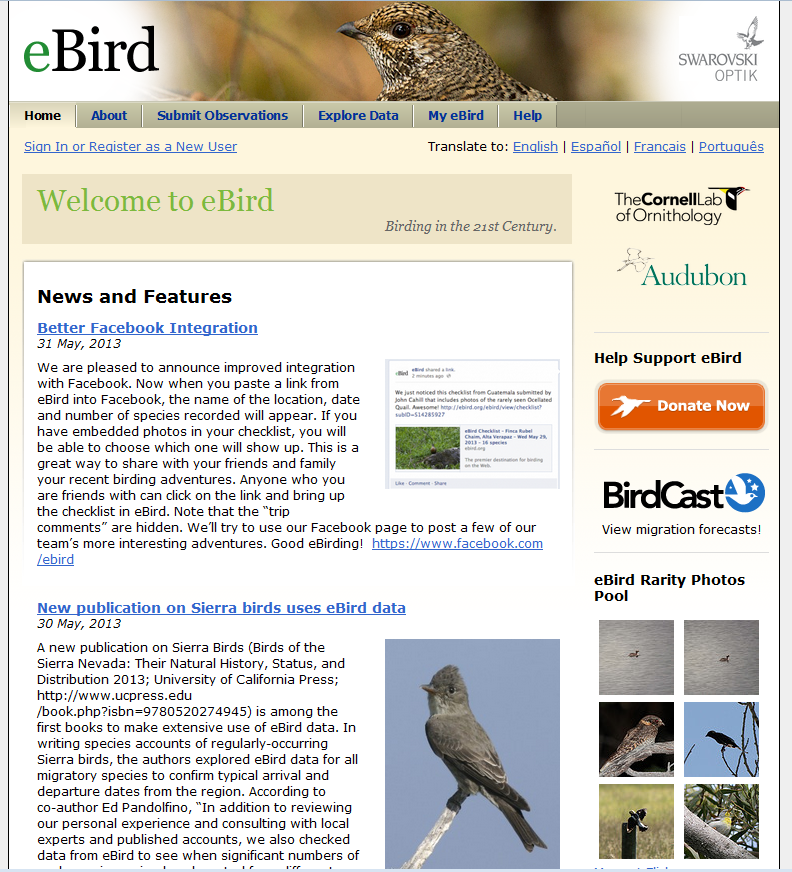 eBird
SWAROVSKI
OPTIK
Home About Submit Observations Explore Data My eBird Help
Sign In or Register as a New User
Translate to: English | Español | Français | Português
Welcome to eBird
Birding in the 21st Century.
News and Features
Better Facebook Integration
31 May, 2013
We are pleased to announce improved integration
with Facebook. Now when you paste a link from
eBird into Facebook, the name of the location, date
and number of species recorded will appear. If you
have embedded photos in your checklist, you will
be able to choose which one will show up. This is a
great way to share with your friends and family
your recent birding adventures. Anyone who you
are friends with can click on the link and bring up
the checklist in eBird. Note that the “trip
comments” are hidden. We’ll try to use our Facebook page to post a few of our
team’s more interesting adventures. Good eBirding! https://www.facebook.com
/ebird
eBird
eBird shared a link.
2 minutes ago
We just noticed this checklist from Guatemala submitted by
John Cahill that includes photos of the rarely seen Ocellated
Quail. Awesome! http://ebird.org/ebird/view/checklist?
subID=S14285927
eBird Checklist - Finca Rubel
Chaim, Alta Verapaz - Wed May 29,
2013 - 16 species
ebird.org
The premier destination for birding
on the Web.
Like · Comment · Share
New publication on Sierra birds uses eBird data
30 May, 2013
A new publication on Sierra Birds (Birds of the
Sierra Nevada: Their Natural History, Status, and
Distribution 2013; University of California Press;
http://www.ucpress.edu
/book.php?isbn=9780520274945) is among the
first books to make extensive use of eBird data. In
writing species accounts of regularly-occurring
Sierra birds, the authors explored eBird data for all
migratory species to confirm typical arrival and
departure dates from the region. According to
co-author Ed Pandolfino, “In addition to reviewing
our personal experience and consulting with local
experts and published accounts, we also checked
data from eBird to see when significant numbers of
TheCornellLab
of Ornithology
Audubon
Help Support eBird
Donate Now
BirdCast
View migration forecasts!
eBird Rarity Photos
Pool